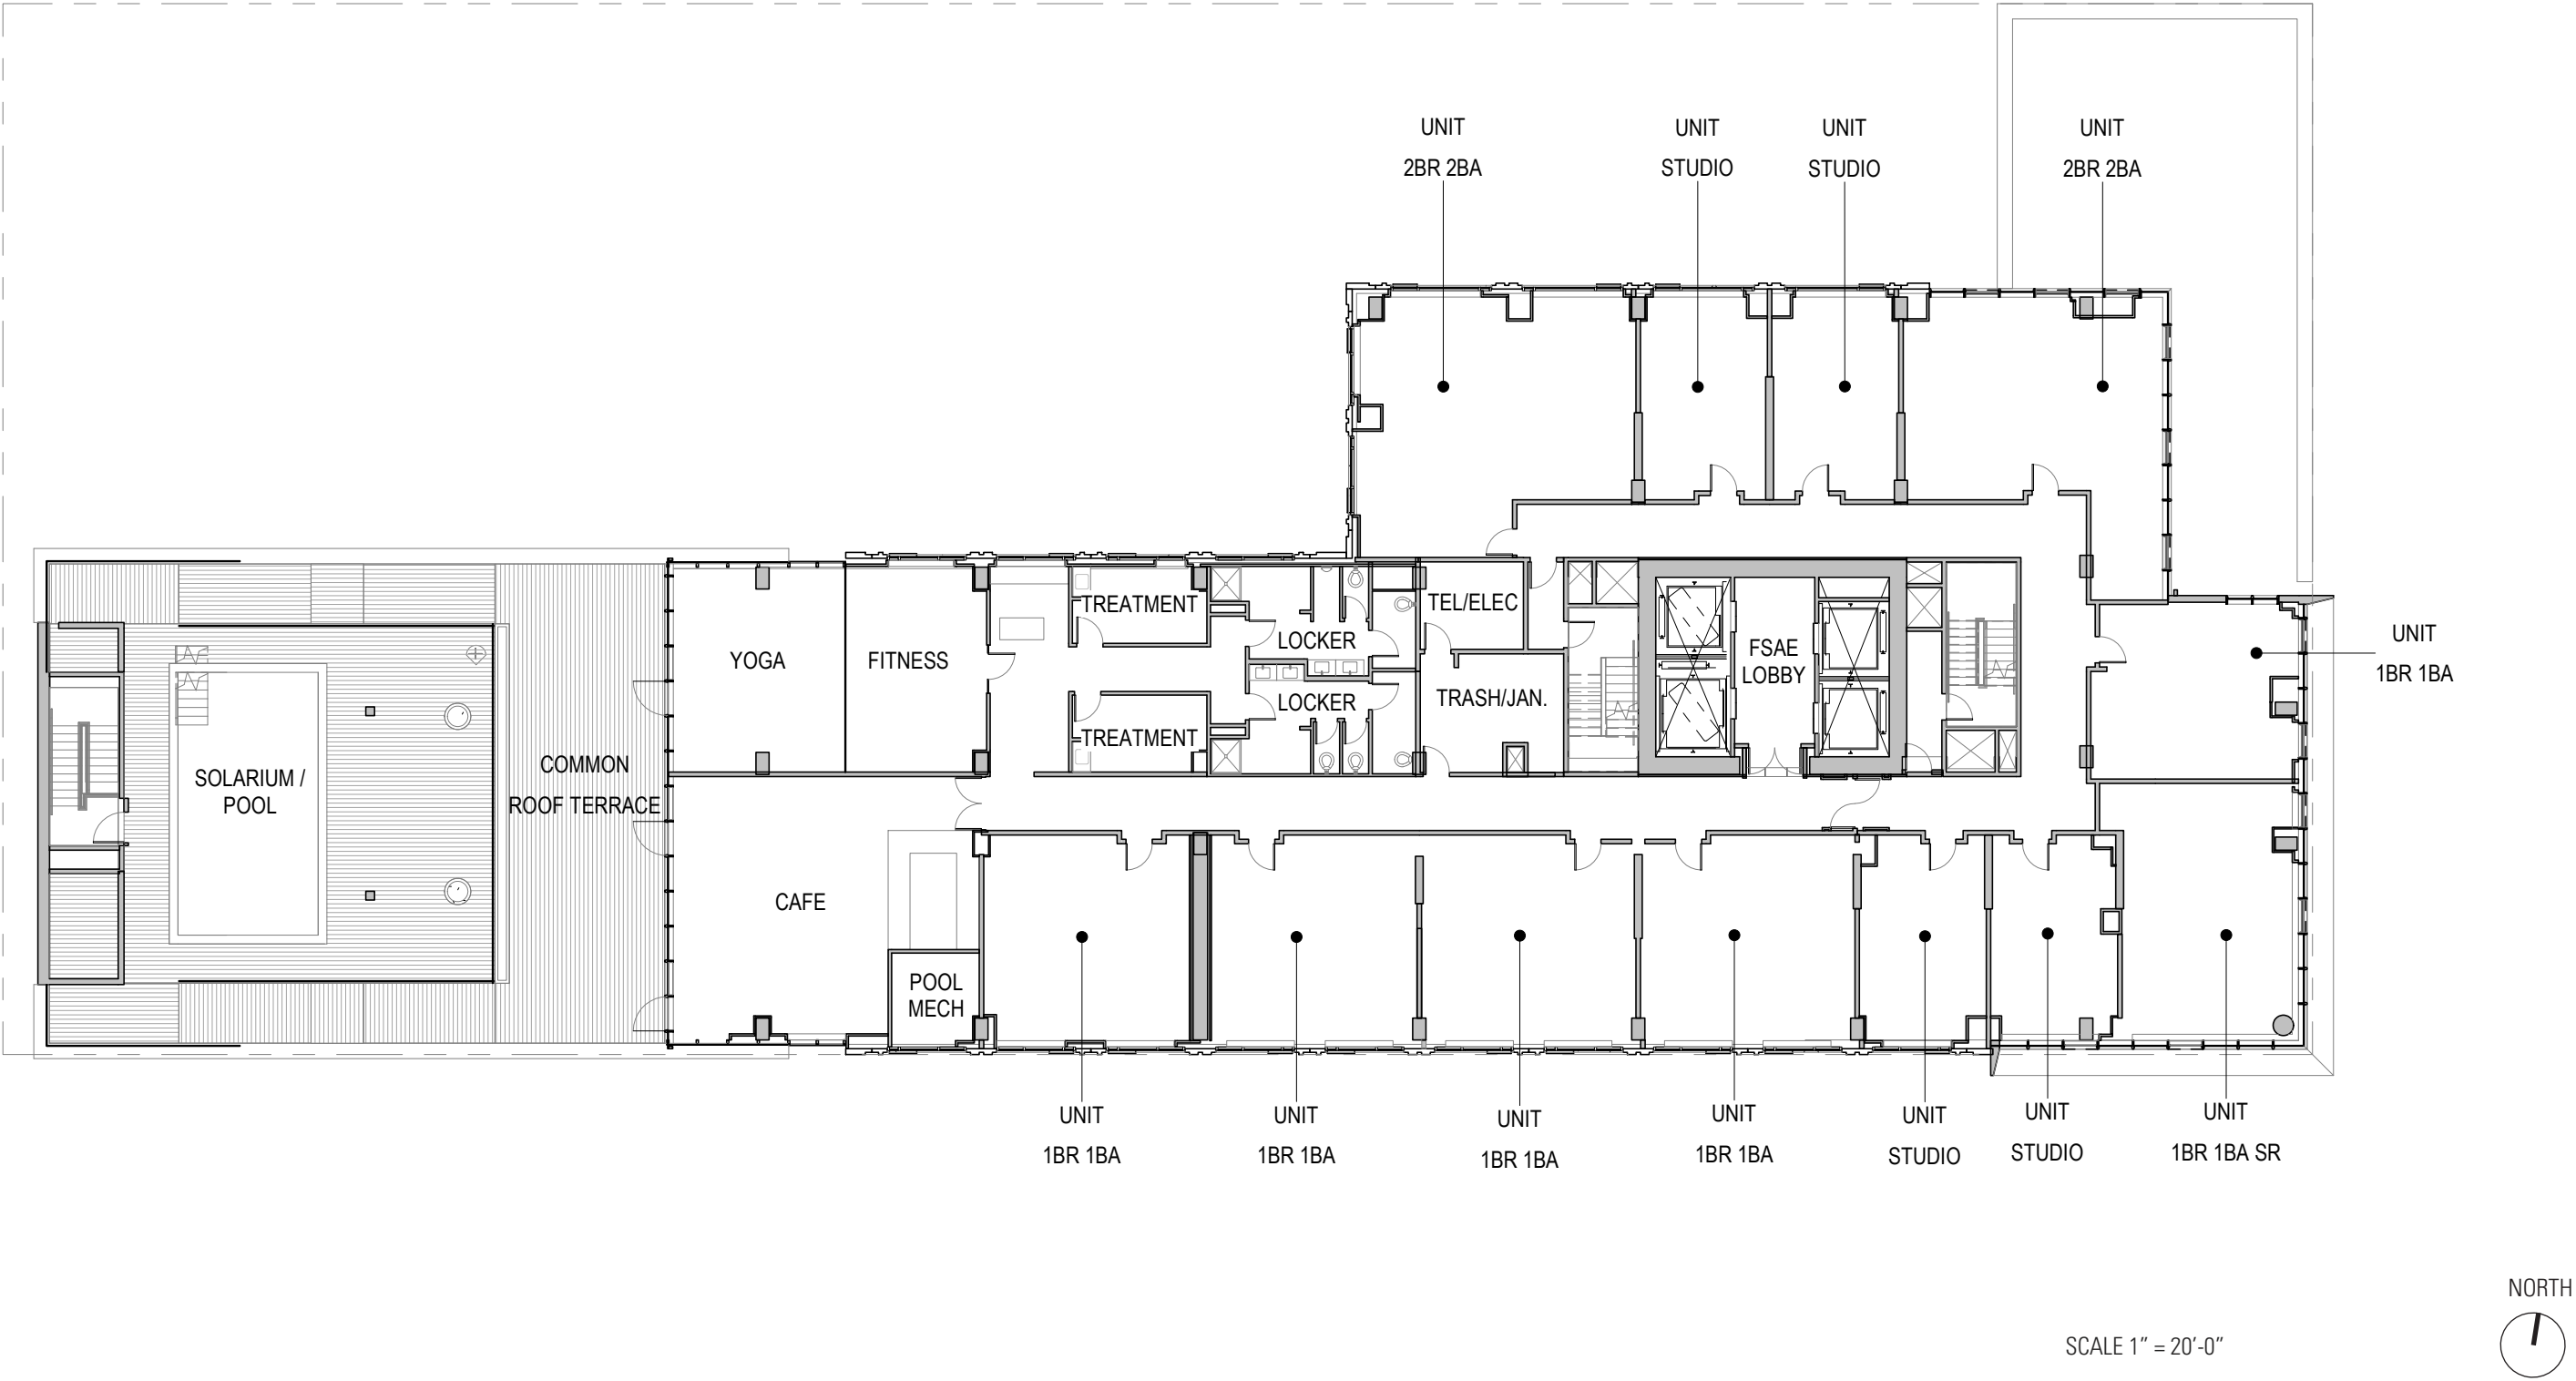 UNIT
2BR 2BA
UNIT
STUDIO
UNIT
STUDIO
UNIT
2BR 2BA
TREATMENT
TEL/ELEC
LOCKER
YOGA
FITNESS
FSAE
LOBBY
UNIT
1BR 1BA
LOCKER
TRASH/JAN.
TREATMENT
SOLARIUM /
POOL
COMMON
ROOF TERRACE
CAFE
POOL
MECH
UNIT
1BR 1BA
UNIT
1BR 1BA
UNIT
1BR 1BA
UNIT
1BR 1BA
UNIT
STUDIO
UNIT
STUDIO
UNIT
1BR 1BA SR
NORTH
SCALE 1" = 20'-0"